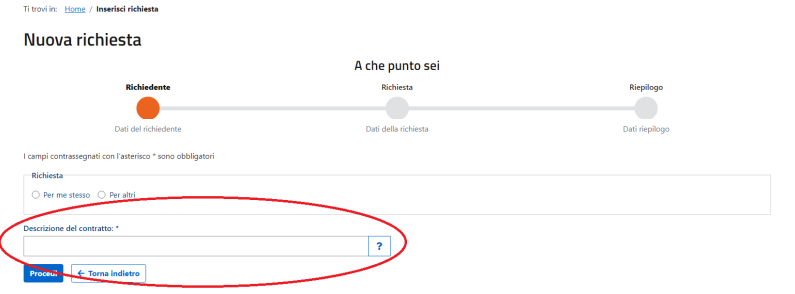 Ti trovi in: Home / Inserisci richiesta
Nuova richiesta
A che punto sei
Richiedente Richiesta Riepilogo
Dati del richiedente Dati della richiesta Dati riepilogo
I campi contrassegnati con l'asterisco * sono obbligatori
Richiesta
Per me stesso Per altri
Descrizione del contratto: *
?
Procedi ← Torna indietro